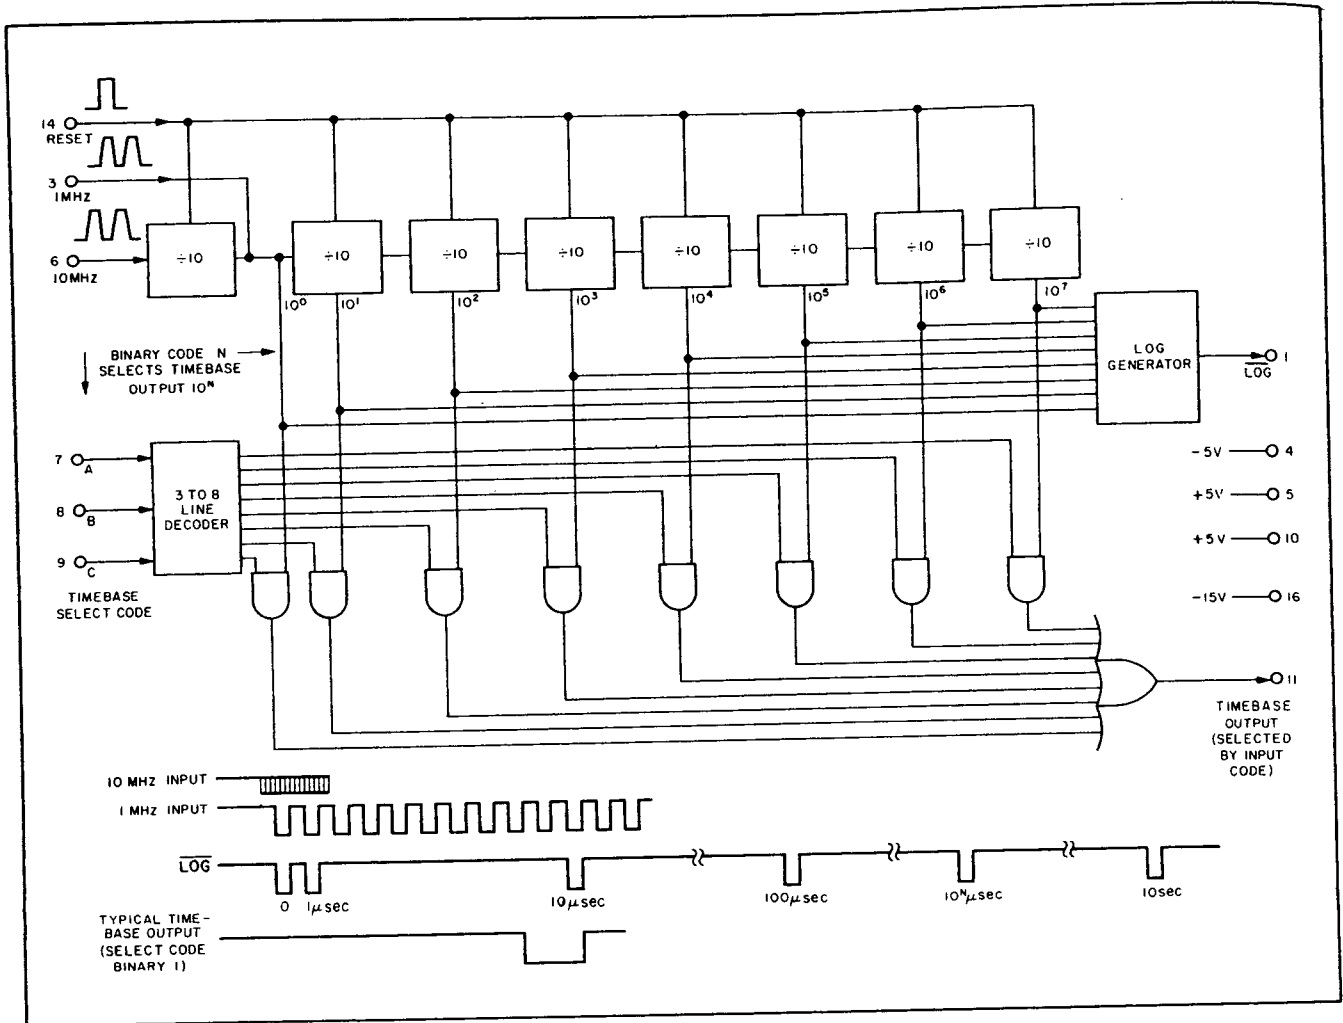 14
RESET
3
1MHZ
6
10MHZ
÷10
÷10
÷10
÷10
÷10
÷10
÷10
÷10
10⁰
10¹
10²
10³
10⁴
10⁵
10⁶
10⁷
BINARY CODE N
SELECTS TIMEBASE
OUTPUT 10ᴺ
LOG
GENERATOR
1
LOG
7
A
8
B
9
C
3 TO 8
LINE
DECODER
TIMEBASE
SELECT CODE
-5V
4
+5V
5
+5V
10
-15V
16
11
TIMEBASE
OUTPUT
(SELECTED
BY INPUT
CODE)
10 MHZ INPUT
1 MHZ INPUT
LOG
0
1μsec
10μsec
100μsec
10ᴺμsec
10sec
TYPICAL TIME-
BASE OUTPUT
(SELECT CODE
BINARY 1)